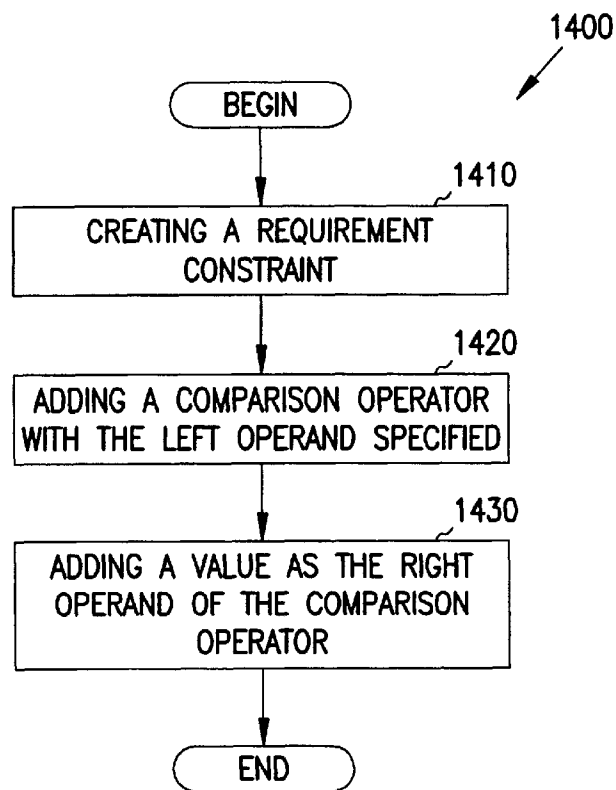 1400
BEGIN
1410
CREATING A REQUIREMENT
CONSTRAINT
1420
ADDING A COMPARISON OPERATOR
WITH THE LEFT OPERAND SPECIFIED
1430
ADDING A VALUE AS THE RIGHT
OPERAND OF THE COMPARISON
OPERATOR
END